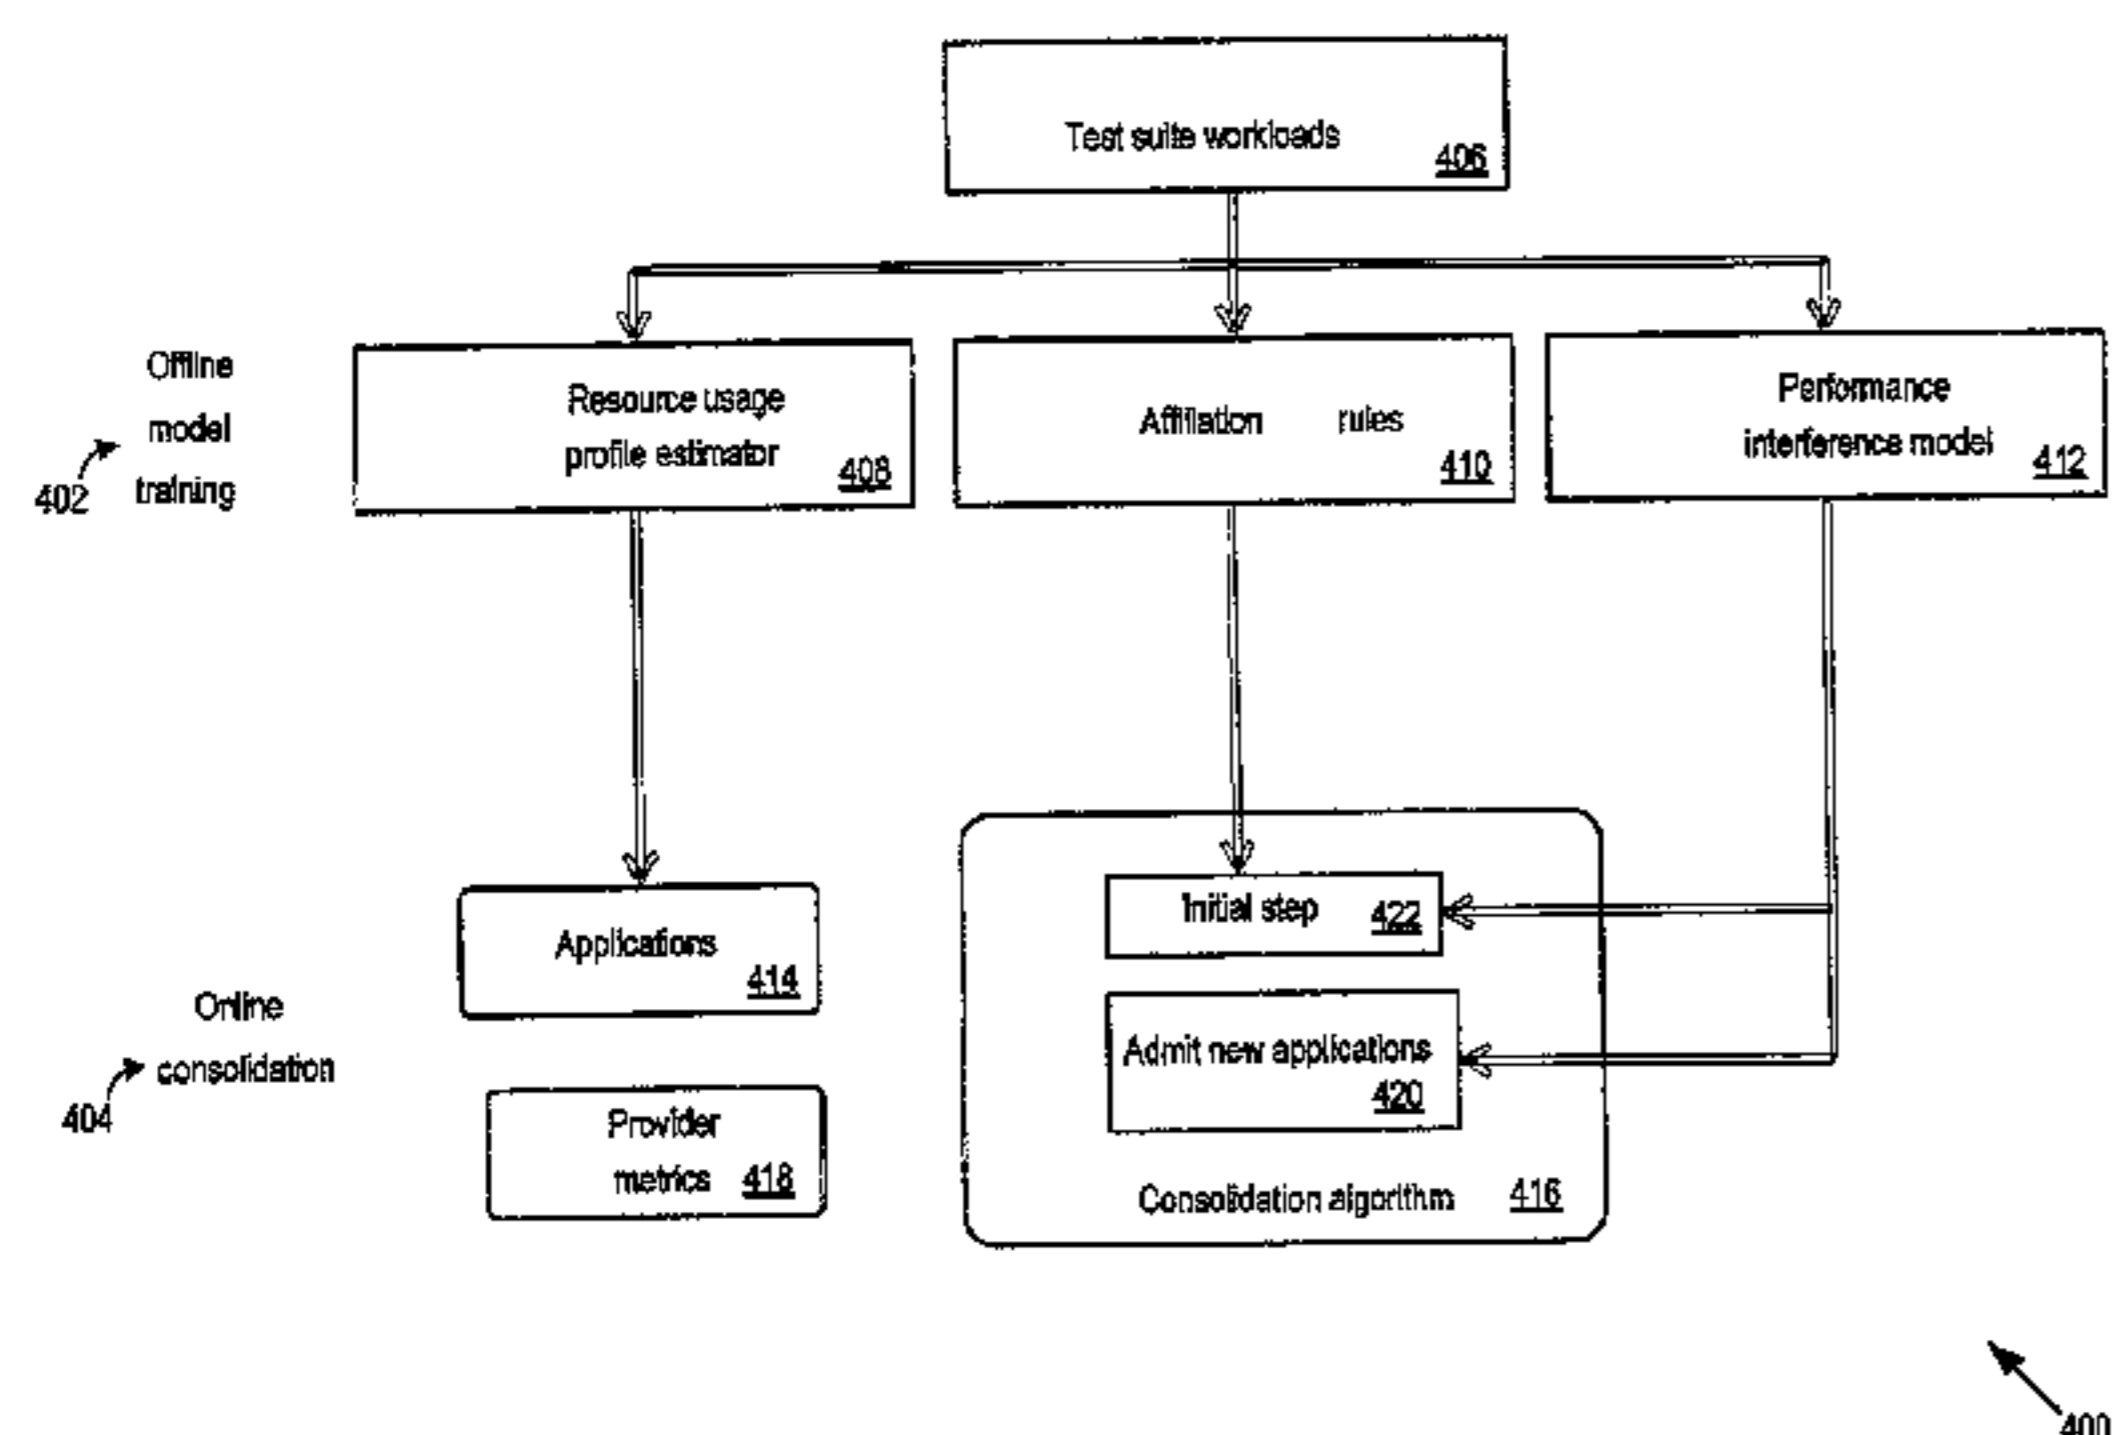 Test suite workloads
406
Offline
model
training
402
Resource usage
profile estimator
408
Affiliation rules
410
Performance
interference model
412
Applications
414
Initial step 422
Online
consolidation
404
Admit new applications
420
Provider
metrics 418
Consolidation algorithm 416
400